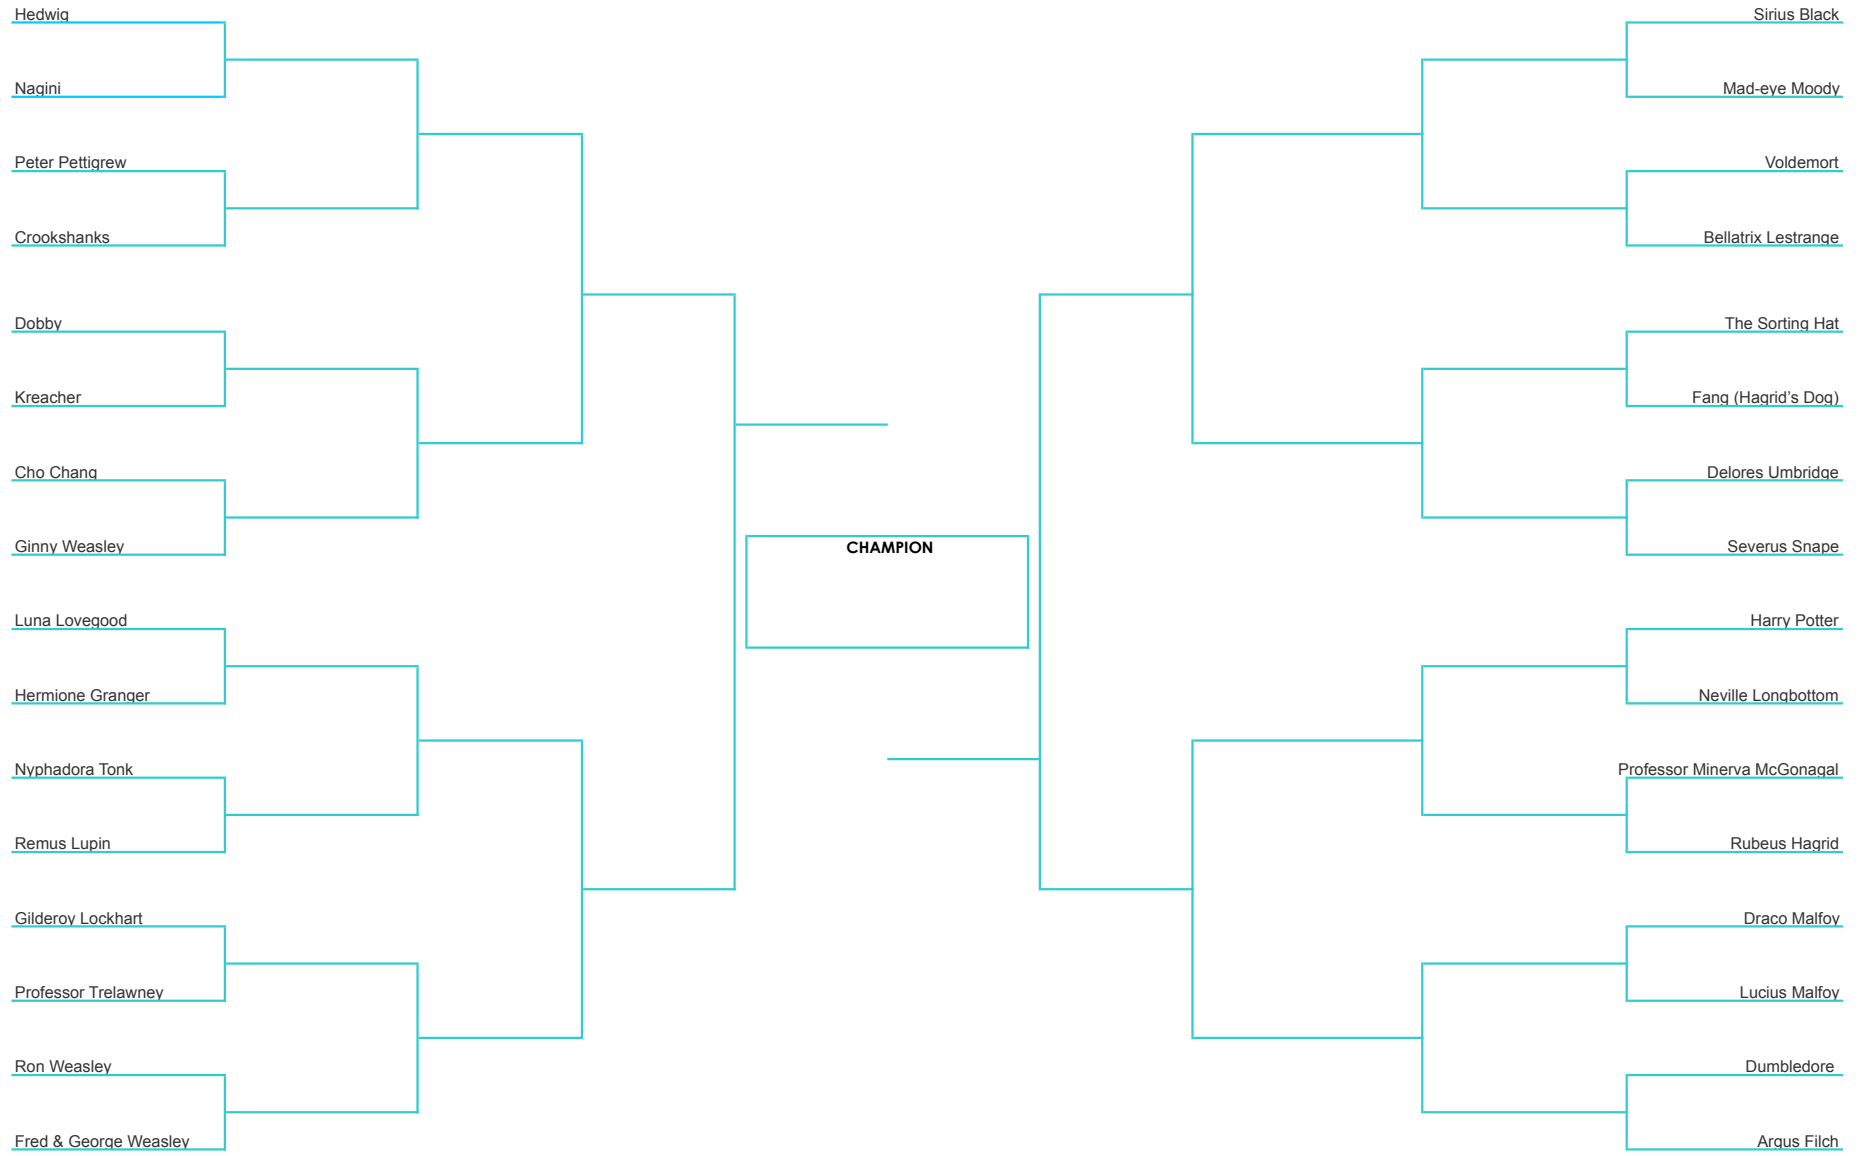 Hedwig
Nagini
Peter Pettigrew
Crookshanks
Dobby
Kreacher
Cho Chang
Ginny Weasley
Luna Lovegood
Hermione Granger
Nyphadora Tonk
Remus Lupin
Gilderoy Lockhart
Professor Trelawney
Ron Weasley
Fred & George Weasley
CHAMPION
Sirius Black
Mad-eye Moody
Voldemort
Bellatrix Lestrange
The Sorting Hat
Fang (Hagrid’s Dog)
Delores Umbridge
Severus Snape
Harry Potter
Neville Longbottom
Professor Minerva McGonagal
Rubeus Hagrid
Draco Malfoy
Lucius Malfoy
Dumbledore
Argus Filch